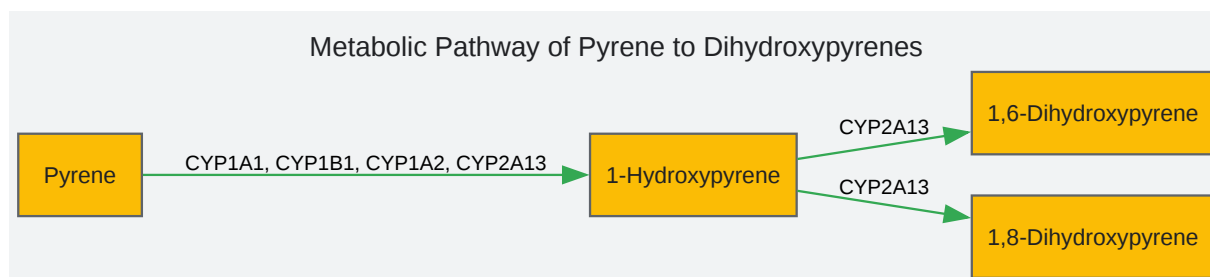 Metabolic Pathway of Pyrene to Dihydroxypyrenes
Pyrene
CYP1A1, CYP1B1, CYP1A2, CYP2A13
1-Hydroxypyrene
CYP2A13
1,6-Dihydroxypyrene
CYP2A13
1,8-Dihydroxypyrene